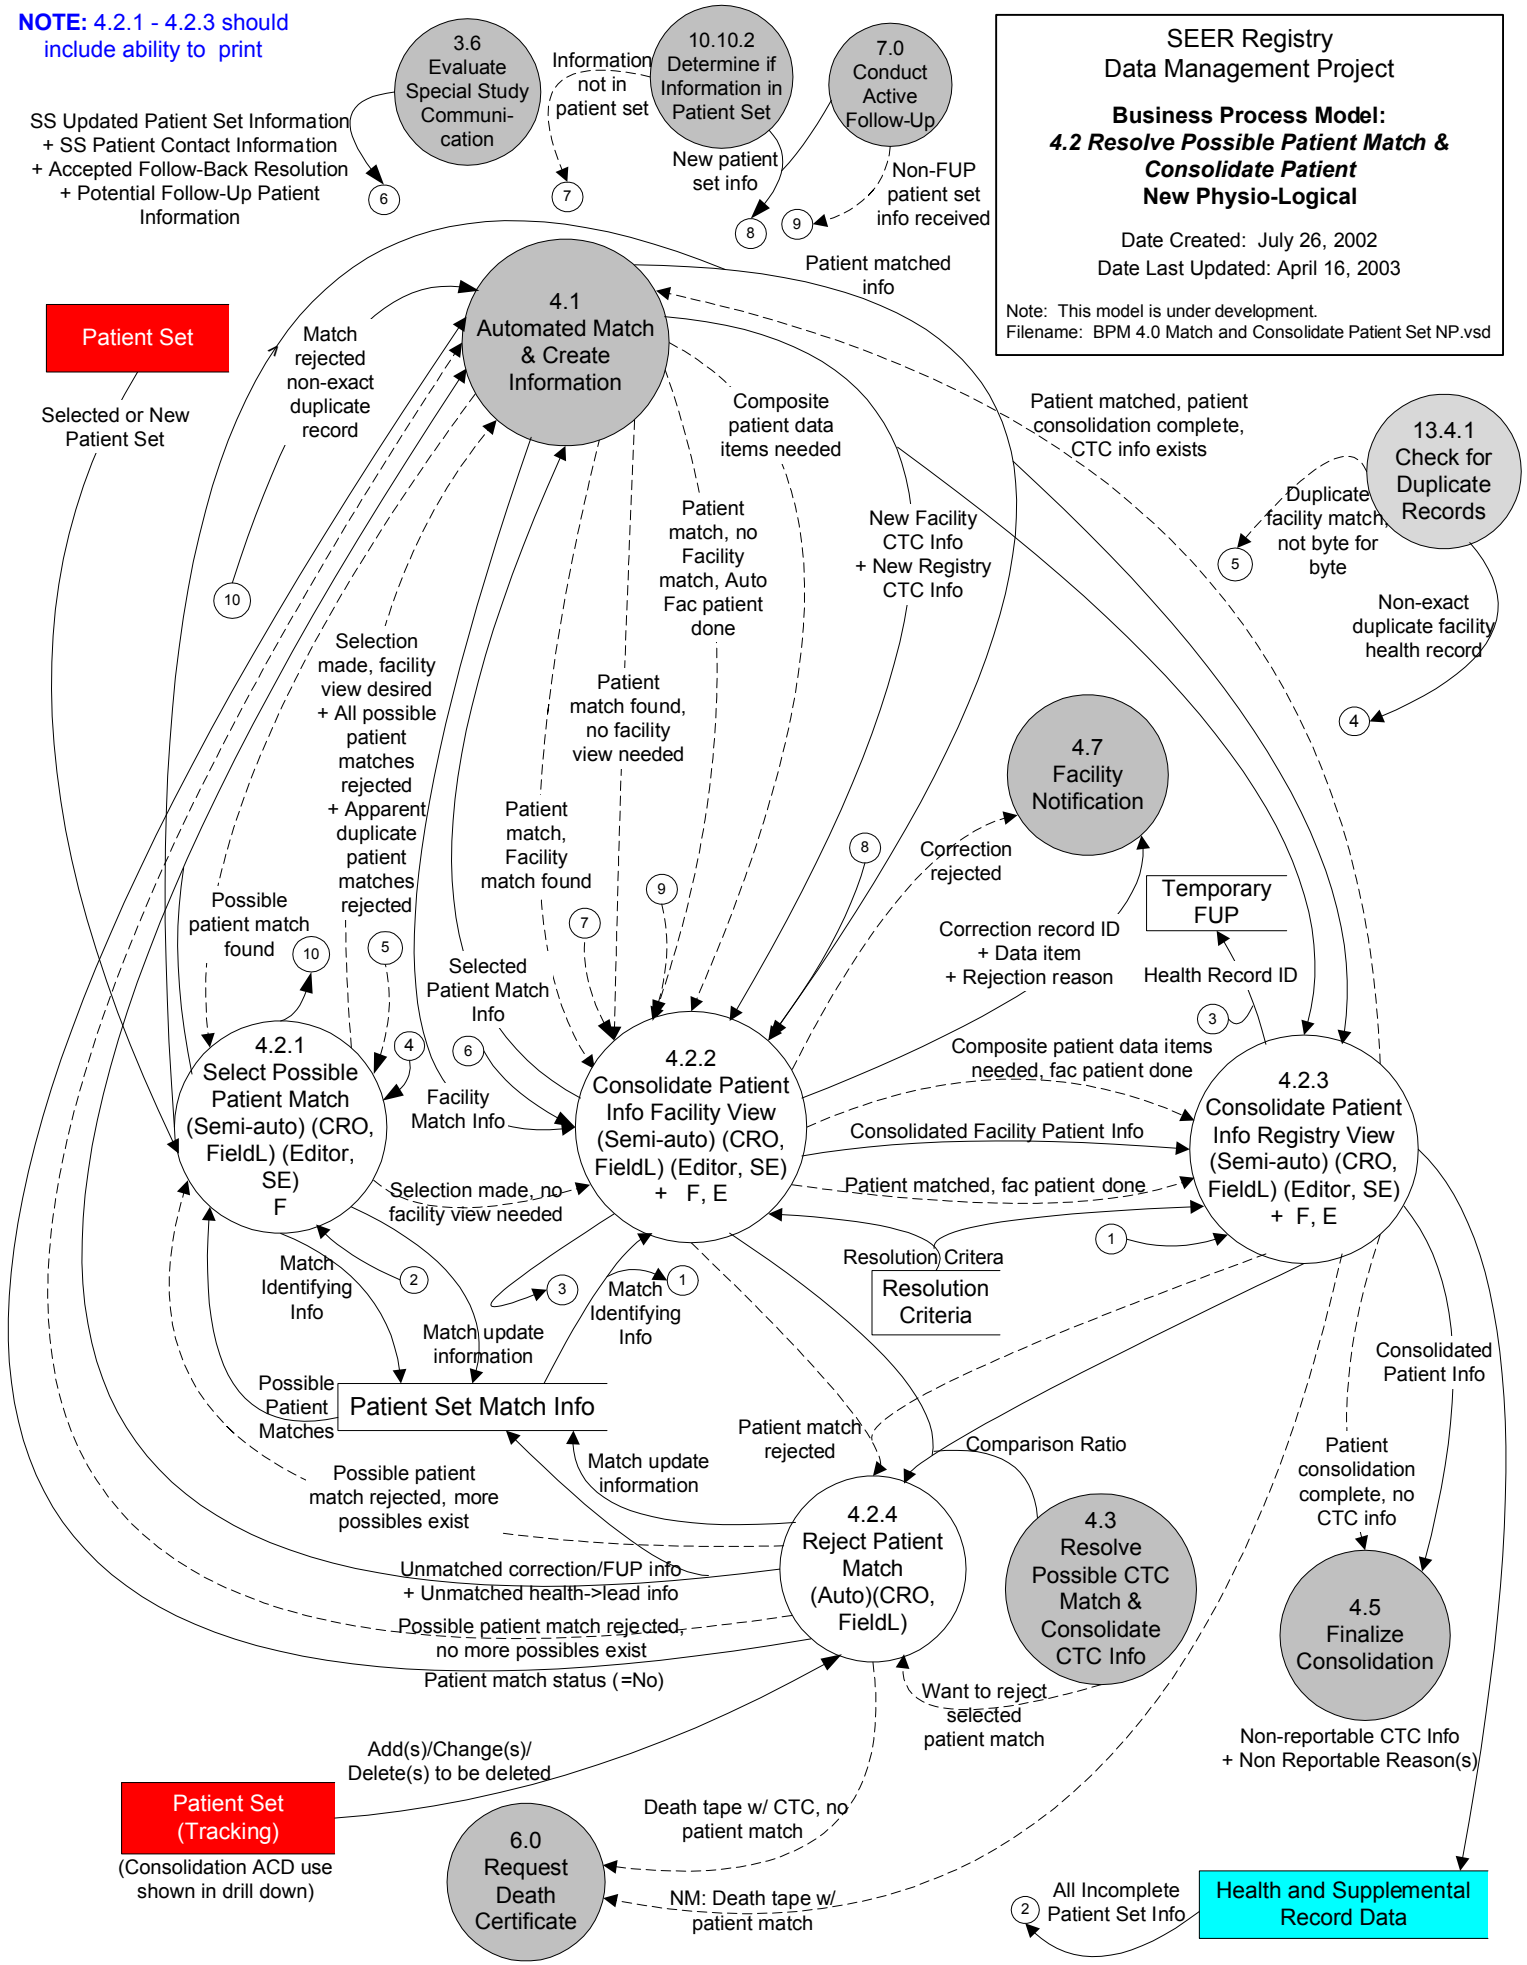 NOTE: 4.2.1 - 4.2.3 should
include ability to  print
SEER Registry
Data Management Project
Business Process Model:
4.2 Resolve Possible Patient Match &
Consolidate Patient
New Physio-Logical
Date Created:  July 26, 2002
Date Last Updated: April 16, 2003
Note:  This model is under development.
Filename:  BPM 4.0 Match and Consolidate Patient Set NP.vsd
3.6
Evaluate
Special Study
Communi-
cation
SS Updated Patient Set Information
+ SS Patient Contact Information
+ Accepted Follow-Back Resolution
+ Potential Follow-Up Patient
Information
6
Information
not in
patient set
7
10.10.2
Determine if
Information in
Patient Set
New patient
set info
8
7.0
Conduct
Active
Follow-Up
Non-FUP
patient set
info received
9
Patient Set
Selected or New
Patient Set
Match
rejected
non-exact
duplicate
record
10
4.1
Automated Match
& Create
Information
Patient matched
info
Composite
patient data
items needed
Patient matched, patient
consolidation complete,
CTC info exists
13.4.1
Check for
Duplicate
Records
Duplicate
facility match,
not byte for
byte
5
Non-exact
duplicate facility
health record
4
Patient
match, no
Facility
match, Auto
Fac patient
done
New Facility
CTC Info
+ New Registry
CTC Info
Selection
made, facility
view desired
+ All possible
patient
matches
rejected
+ Apparent
duplicate
patient
matches
rejected
Patient
match found,
no facility
view needed
Patient
match,
Facility
match found
4.7
Facility
Notification
Correction
rejected
8
9
7
Possible
patient match
found
10
5
4
Selected
Patient Match
Info
6
Facility
Match Info
Correction record ID
+ Data item
+ Rejection reason
Temporary
FUP
Health Record ID
3
4.2.1
Select Possible
Patient Match
(Semi-auto) (CRO,
FieldL) (Editor,
SE)
F
4.2.2
Consolidate Patient
Info Facility View
(Semi-auto) (CRO,
FieldL) (Editor, SE)
+   F, E
4.2.3
Consolidate Patient
Info Registry View
(Semi-auto) (CRO,
FieldL) (Editor, SE)
+  F, E
Composite patient data items
needed, fac patient done
Consolidated Facility Patient Info
Patient matched, fac patient done
Selection made, no
facility view needed
Match
Identifying
Info
2
Match update
information
3
Match
Identifying
Info
1
Resolution Critera
Resolution
Criteria
1
Possible
Patient
Matches
Patient Set Match Info
Match update
information
Patient match
rejected
Comparison Ratio
Consolidated
Patient Info
Patient
consolidation
complete, no
CTC info
Possible patient
match rejected, more
possibles exist
Unmatched correction/FUP info
+ Unmatched health->lead info
Possible patient match rejected,
no more possibles exist
Patient match status (=No)
4.2.4
Reject Patient
Match
(Auto)(CRO,
FieldL)
4.3
Resolve
Possible CTC
Match &
Consolidate
CTC Info
Want to reject
selected
patient match
4.5
Finalize
Consolidation
Non-reportable CTC Info
+ Non Reportable Reason(s)
Add(s)/Change(s)/
Delete(s) to be deleted
Patient Set
(Tracking)
(Consolidation ACD use
shown in drill down)
6.0
Request
Death
Certificate
Death tape w/ CTC, no
patient match
NM: Death tape w/
patient match
2
All Incomplete
Patient Set Info
Health and Supplemental
Record Data